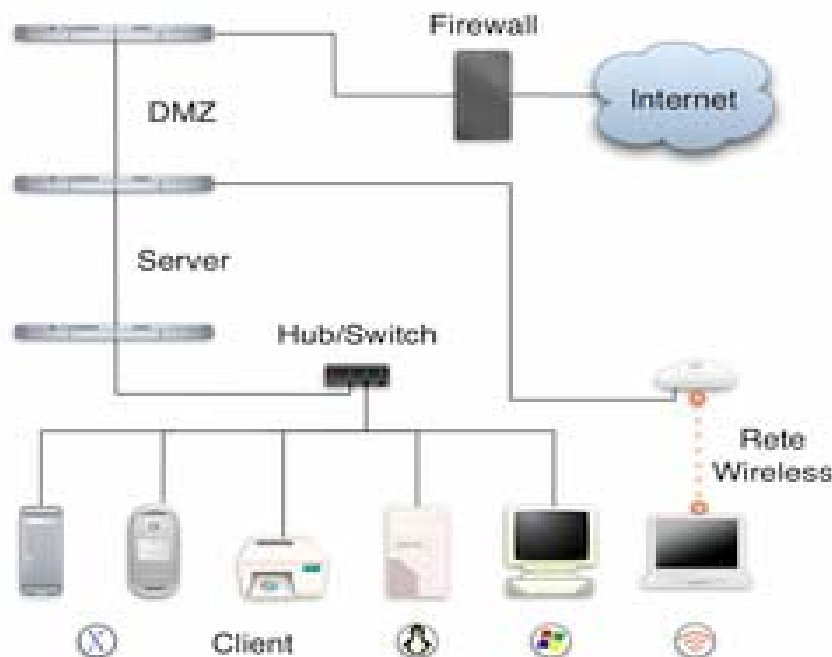 Firewall
Internet
DMZ
Server
Hub/Switch
Rete
Wireless
X
Client